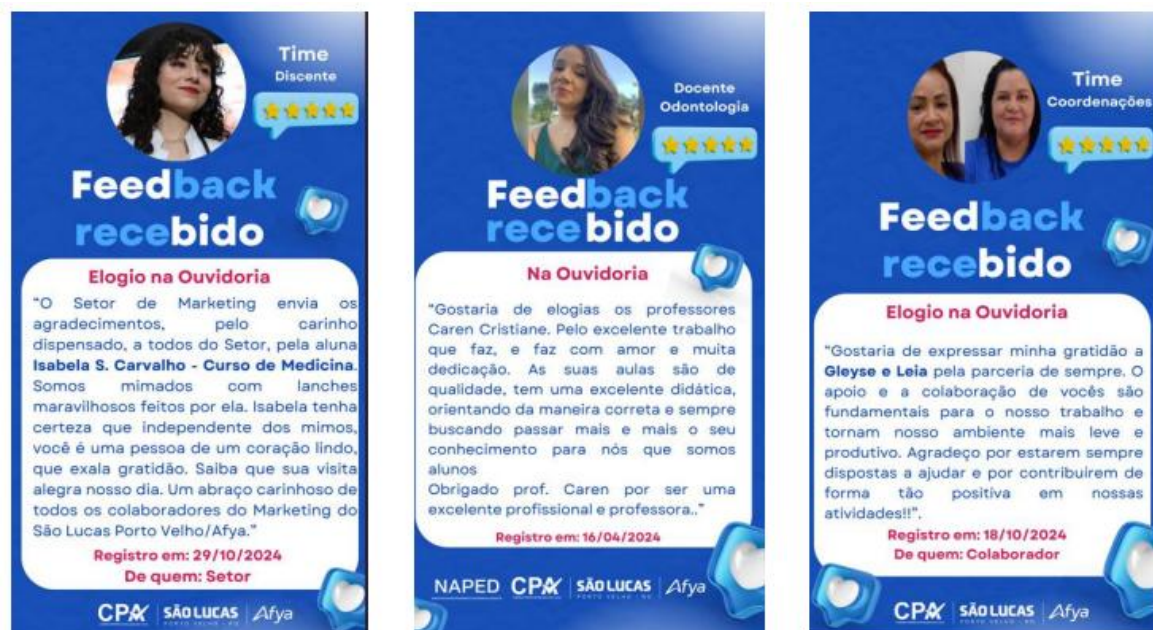 Time
Discente
Feedback
recebido
Elogio na Ouvidoria
"O Setor de Marketing envia os
agradecimentos, pelo carinho
dispensado, a todos do Setor, pela aluna
Isabela S. Carvalho - Curso de Medicina.
Somos mimados com lanches
maravilhosos feitos por ela. Isabela tenha
certeza que independente dos mimos,
você é uma pessoa de um coração lindo,
que exala gratidão. Saiba que sua visita
alegra nosso dia. Um abraço carinhoso de
todos os colaboradores do Marketing do
São Lucas Porto Velho/Afya."
Registro em: 29/10/2024
De quem: Setor
CPA SÃO LUCAS Afya
PORTO VELHO - RO
Docente
Odontologia
Feedback
recebido
Na Ouvidoria
"Gostaria de elogias os professores
Caren Cristiane. Pelo excelente trabalho
que faz, e faz com amor e muita
dedicação. As suas aulas são de
qualidade, tem uma excelente didática,
orientando da maneira correta e sempre
buscando passar mais e mais o seu
conhecimento para nós que somos
alunos
Obrigado prof. Caren por ser uma
excelente profissional e professora.."
Registro em: 16/04/2024
NAPED CPA SÃO LUCAS Afya
PORTO VELHO - RO
Time
Coordenações
Feedback
recebido
Elogio na Ouvidoria
"Gostaria de expressar minha gratidão a
Gleyse e Leia pela parceria de sempre. O
apoio e a colaboração de vocês são
fundamentais para o nosso trabalho e
tornam nosso ambiente mais leve e
produtivo. Agradeço por estarem sempre
dispostas a ajudar e por contribuirem de
forma tão positiva em nossas
atividades!!".
Registro em: 18/10/2024
De quem: Colaborador
CPA SÃO LUCAS Afya
PORTO VELHO - RO